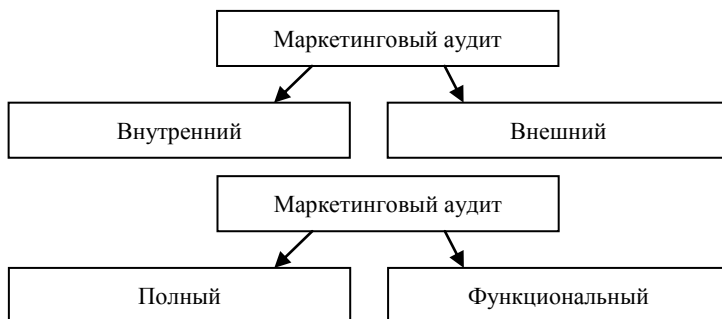 Маркетинговый аудит
Внутренний
Внешний
Маркетинговый аудит
Полный
Функциональный